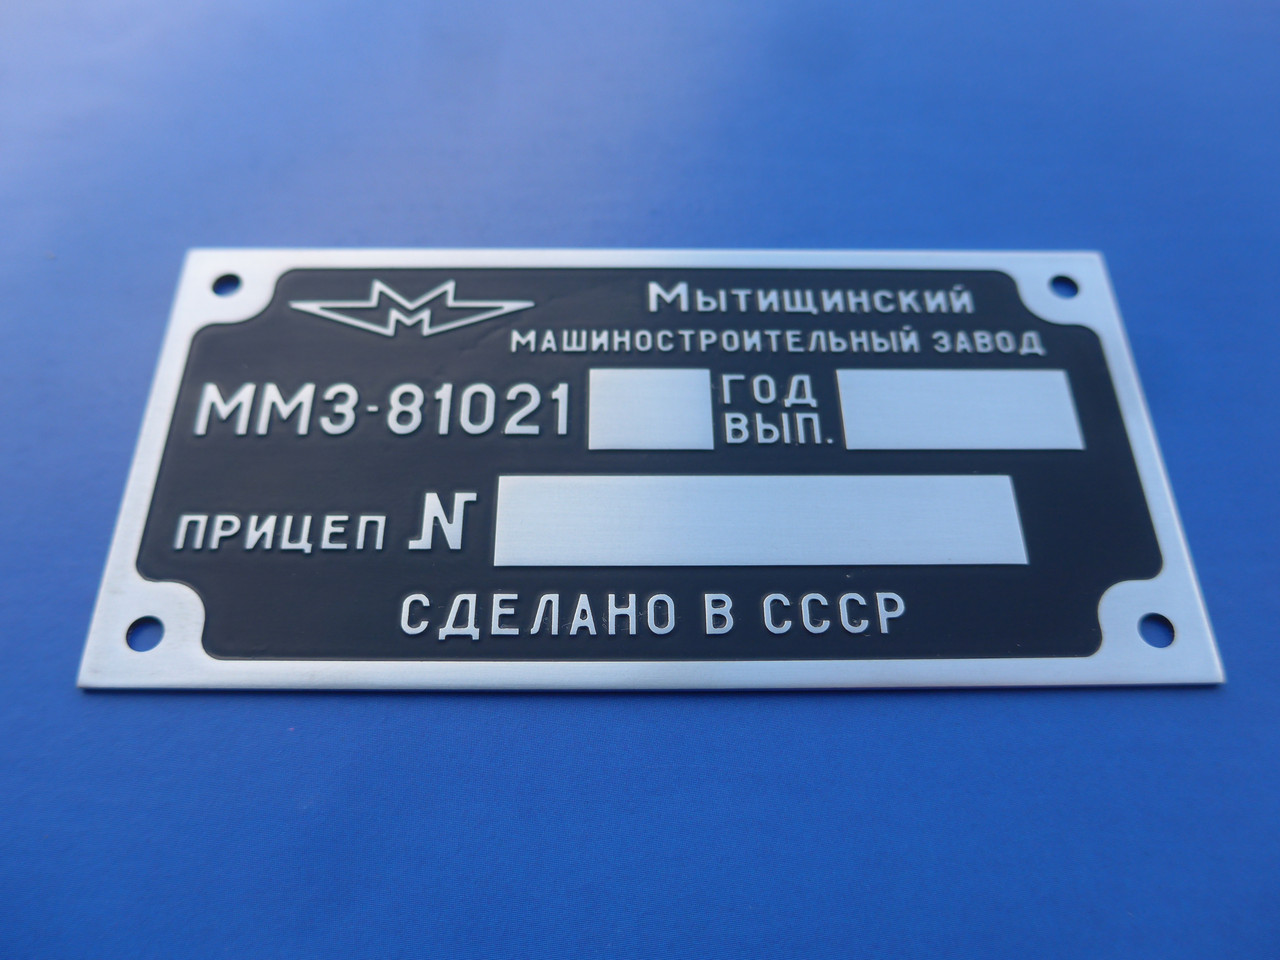 М
Мытищинский
машиностроительный завод
ММЗ-81021 ГОД ВЫП.
ПРИЦЕП N
СДЕЛАНО В СССР